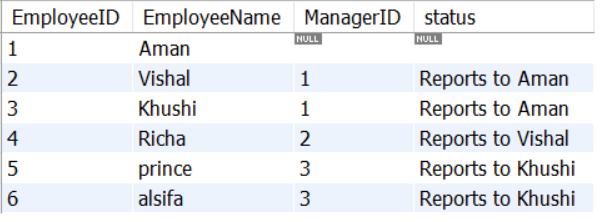 EmployeeID EmployeeName ManagerID status
1 Aman NULL NULL
2 Vishal 1 Reports to Aman
3 Khushi 1 Reports to Aman
4 Richa 2 Reports to Vishal
5 prince 3 Reports to Khushi
6 alsifa 3 Reports to Khushi